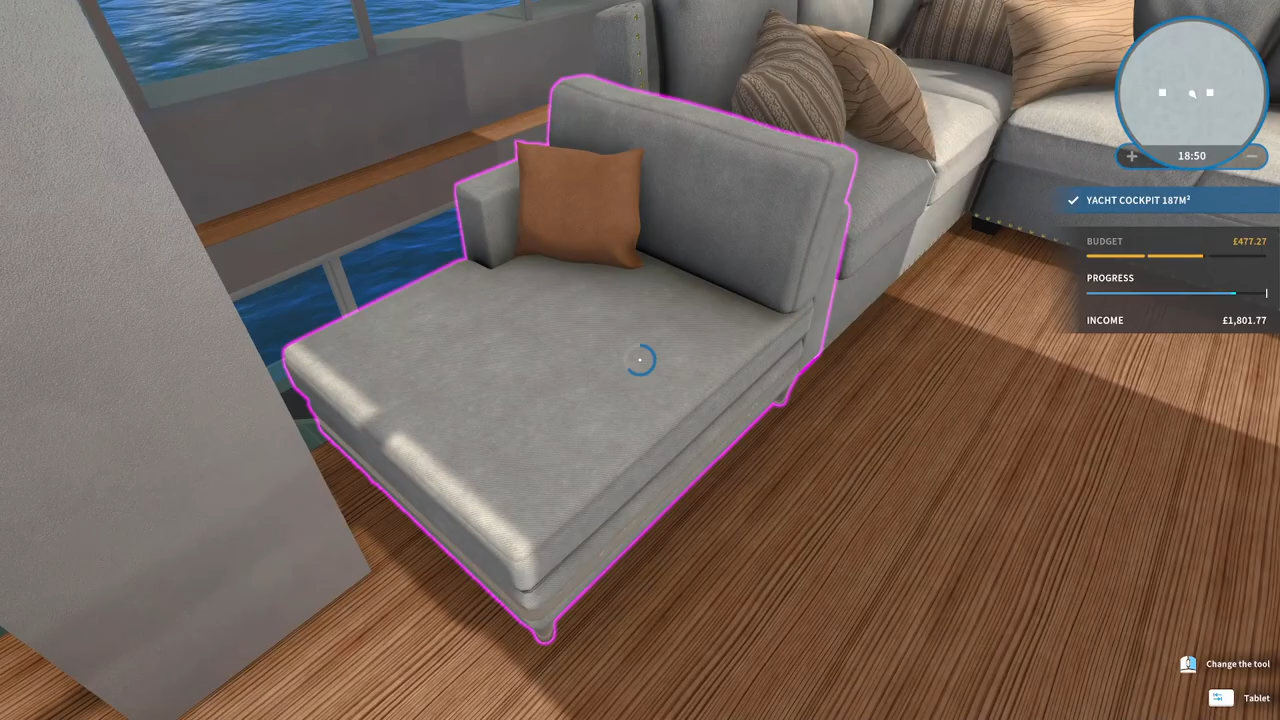 18:50
YACHT COCKPIT 187M²
BUDGET £477.27
PROGRESS
INCOME £1,801.77
Change the tool
Tablet